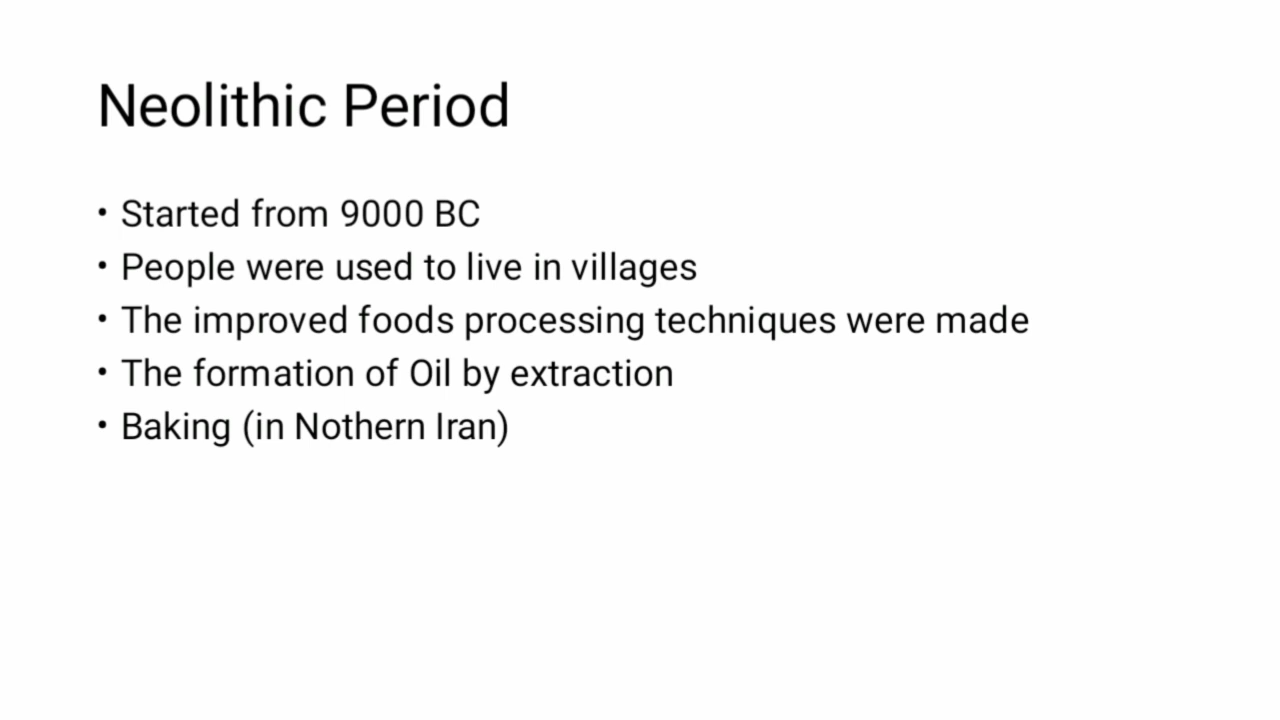 Neolithic Period
• Started from 9000 BC
• People were used to live in villages
• The improved foods processing techniques were made
• The formation of Oil by extraction
• Baking (in Nothern Iran)